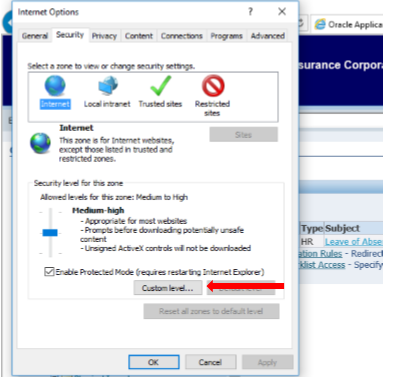 Internet Options
? ×
Oracle Applica
General Security Privacy Content Connections Programs Advanced
surance Corpor
Select a zone to view or change security settings.
Internet
Local intranet
Trusted sites
Restricted
sites
Internet
Sites
This zone is for Internet websites,
except those listed in trusted and
restricted zones.
Security level for this zone
Allowed levels for this zone: Medium to High
Medium-high
- Appropriate for most websites
- Prompts before downloading potentially unsafe
content
- Unsigned ActiveX controls will not be downloaded
Type Subject
HR Leave of Abse
ation Rules - Redirect
klist Access - Specify
Enable Protected Mode (requires restarting Internet Explorer)
Custom level...
Reset all zones to default level
OK
Cancel
Apply